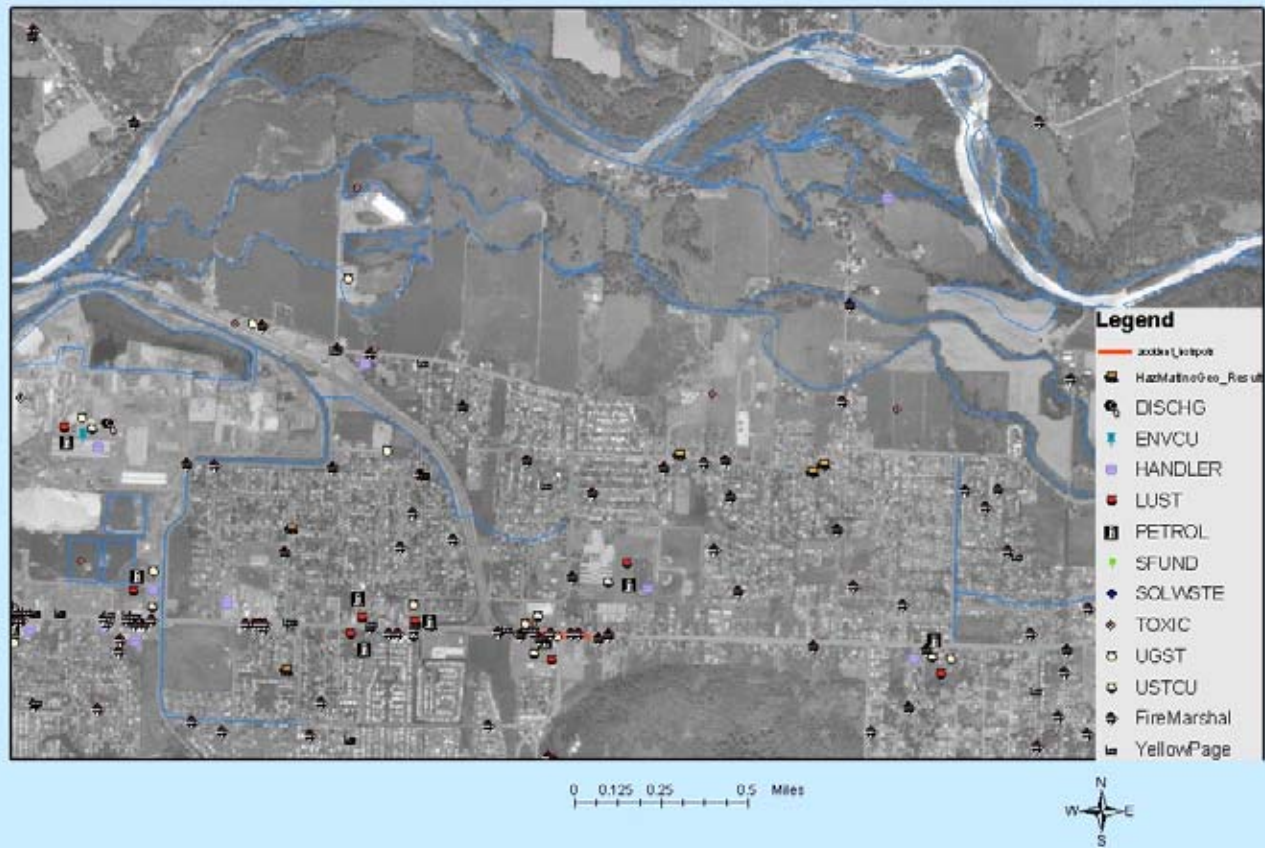 Legend
accident_hotspots
HazMatinoGeo_Result
DISCHG
ENVCU
HANDLER
LUST
PETROL
SFUND
SOLWSTE
TOXIC
UGST
USTCU
FireMarshal
YellowPage
0 0.125 0.25 0.5 Miles
N
W E
S